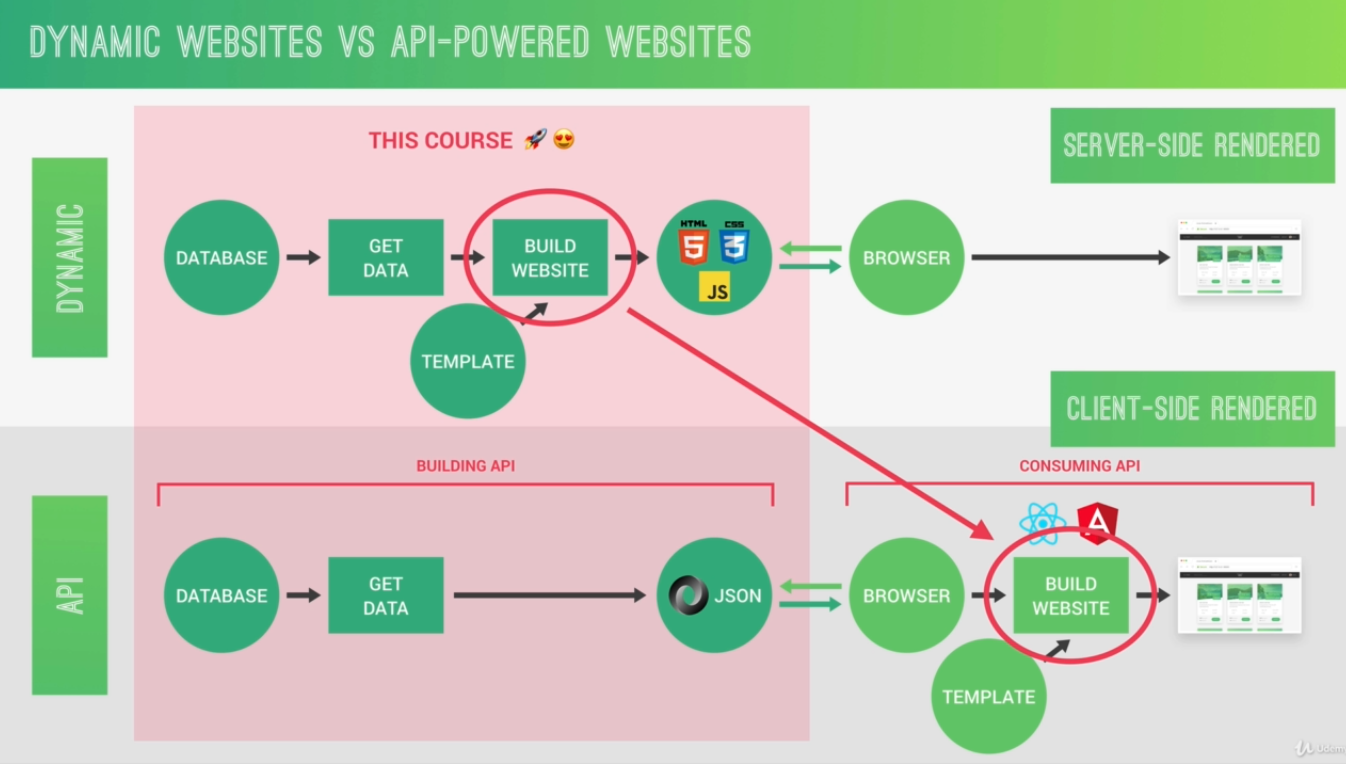 DYNAMIC WEBSITES VS API-POWERED WEBSITES
THIS COURSE 🚀 😍
SERVER-SIDE RENDERED
DYNAMIC
DATABASE
GET
DATA
BUILD
WEBSITE
TEMPLATE
HTML
5
CSS
3
JS
BROWSER
CLIENT-SIDE RENDERED
BUILDING API
CONSUMING API
API
DATABASE
GET
DATA
JSON
BROWSER
A
BUILD
WEBSITE
TEMPLATE